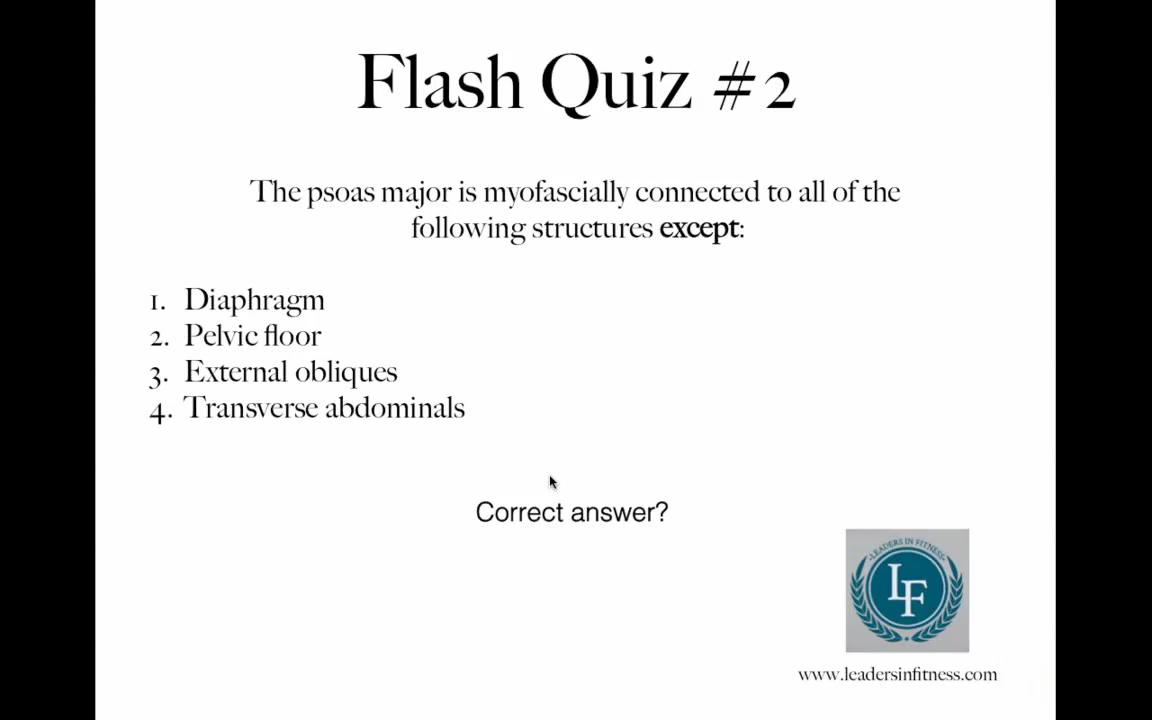 Flash Quiz #2
The psoas major is myofascially connected to all of the
following structures except:
1. Diaphragm
2. Pelvic floor
3. External obliques
4. Transverse abdominals
Correct answer?
LEADERS IN FITNESS
LF
www.leadersinfitness.com